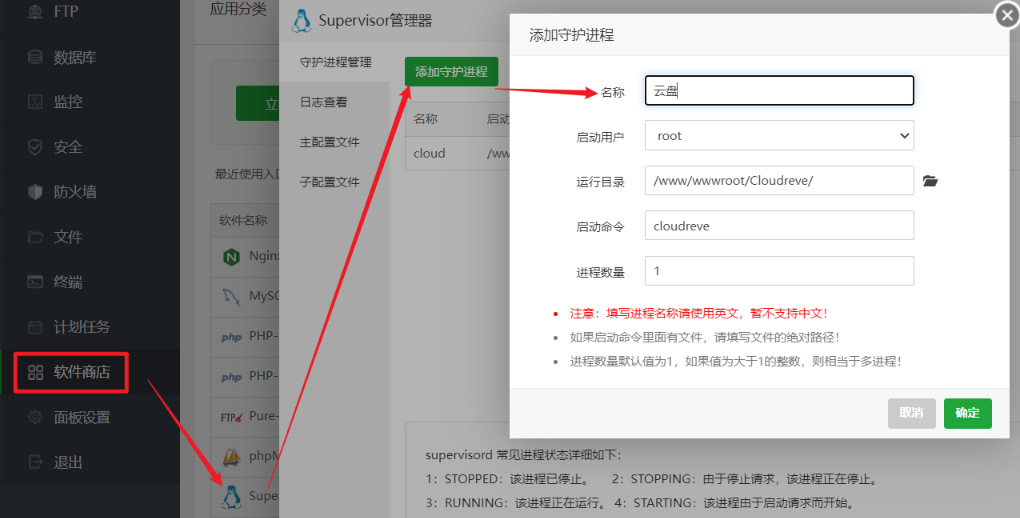 FTP
数据库
监控
安全
防火墙
文件
终端
计划任务
软件商店
面板设置
退出
应用分类
立
最近使用
软件名称
Nginx
MySQ
PHP-
PHP-
Pure-
phpM
Supe
Supervisor管理器
守护进程管理
日志查看
主配置文件
子配置文件
添加守护进程
名称 启动
cloud /ww
supervisord 常见进程状态详细如下：
1：STOPPED：该进程已停止。 2：STOPPING：由于停止请求，该进程正在停止。
3：RUNNING：该进程正在运行。 4：STARTING：该进程由于启动请求而开始。
添加守护进程
名称 云盘
启动用户 root
运行目录 /www/wwwroot/Cloudreve/
启动命令 cloudreve
进程数量 1
注意：填写进程名称请使用英文，暂不支持中文！
如果启动命令里面有文件，请填写文件的绝对路径！
进程数量默认值为1，如果值为大于1的整数，则相当于多进程！
取消 确定